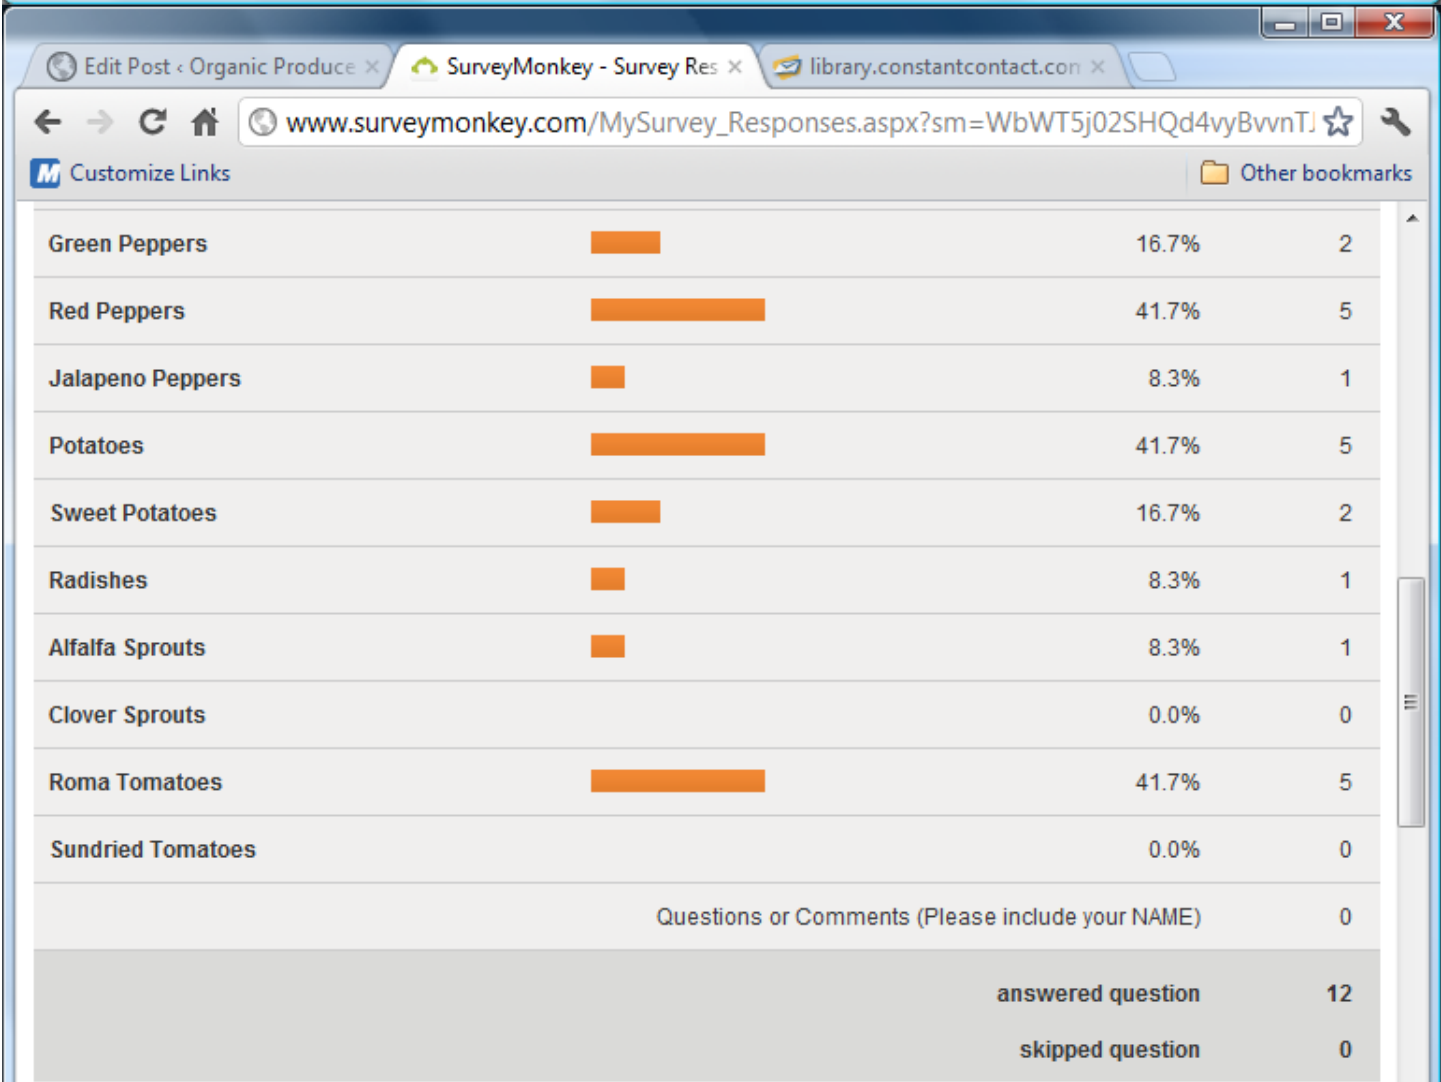 Edit Post ‹ Organic Produce
SurveyMonkey - Survey Res
library.constantcontact.con
www.surveymonkey.com/MySurvey_Responses.aspx?sm=WbWT5j02SHQd4vyBvvnTJ
Customize Links
Other bookmarks
Green Peppers 16.7% 2
Red Peppers 41.7% 5
Jalapeno Peppers 8.3% 1
Potatoes 41.7% 5
Sweet Potatoes 16.7% 2
Radishes 8.3% 1
Alfalfa Sprouts 8.3% 1
Clover Sprouts 0.0% 0
Roma Tomatoes 41.7% 5
Sundried Tomatoes 0.0% 0
Questions or Comments (Please include your NAME) 0
answered question 12
skipped question 0